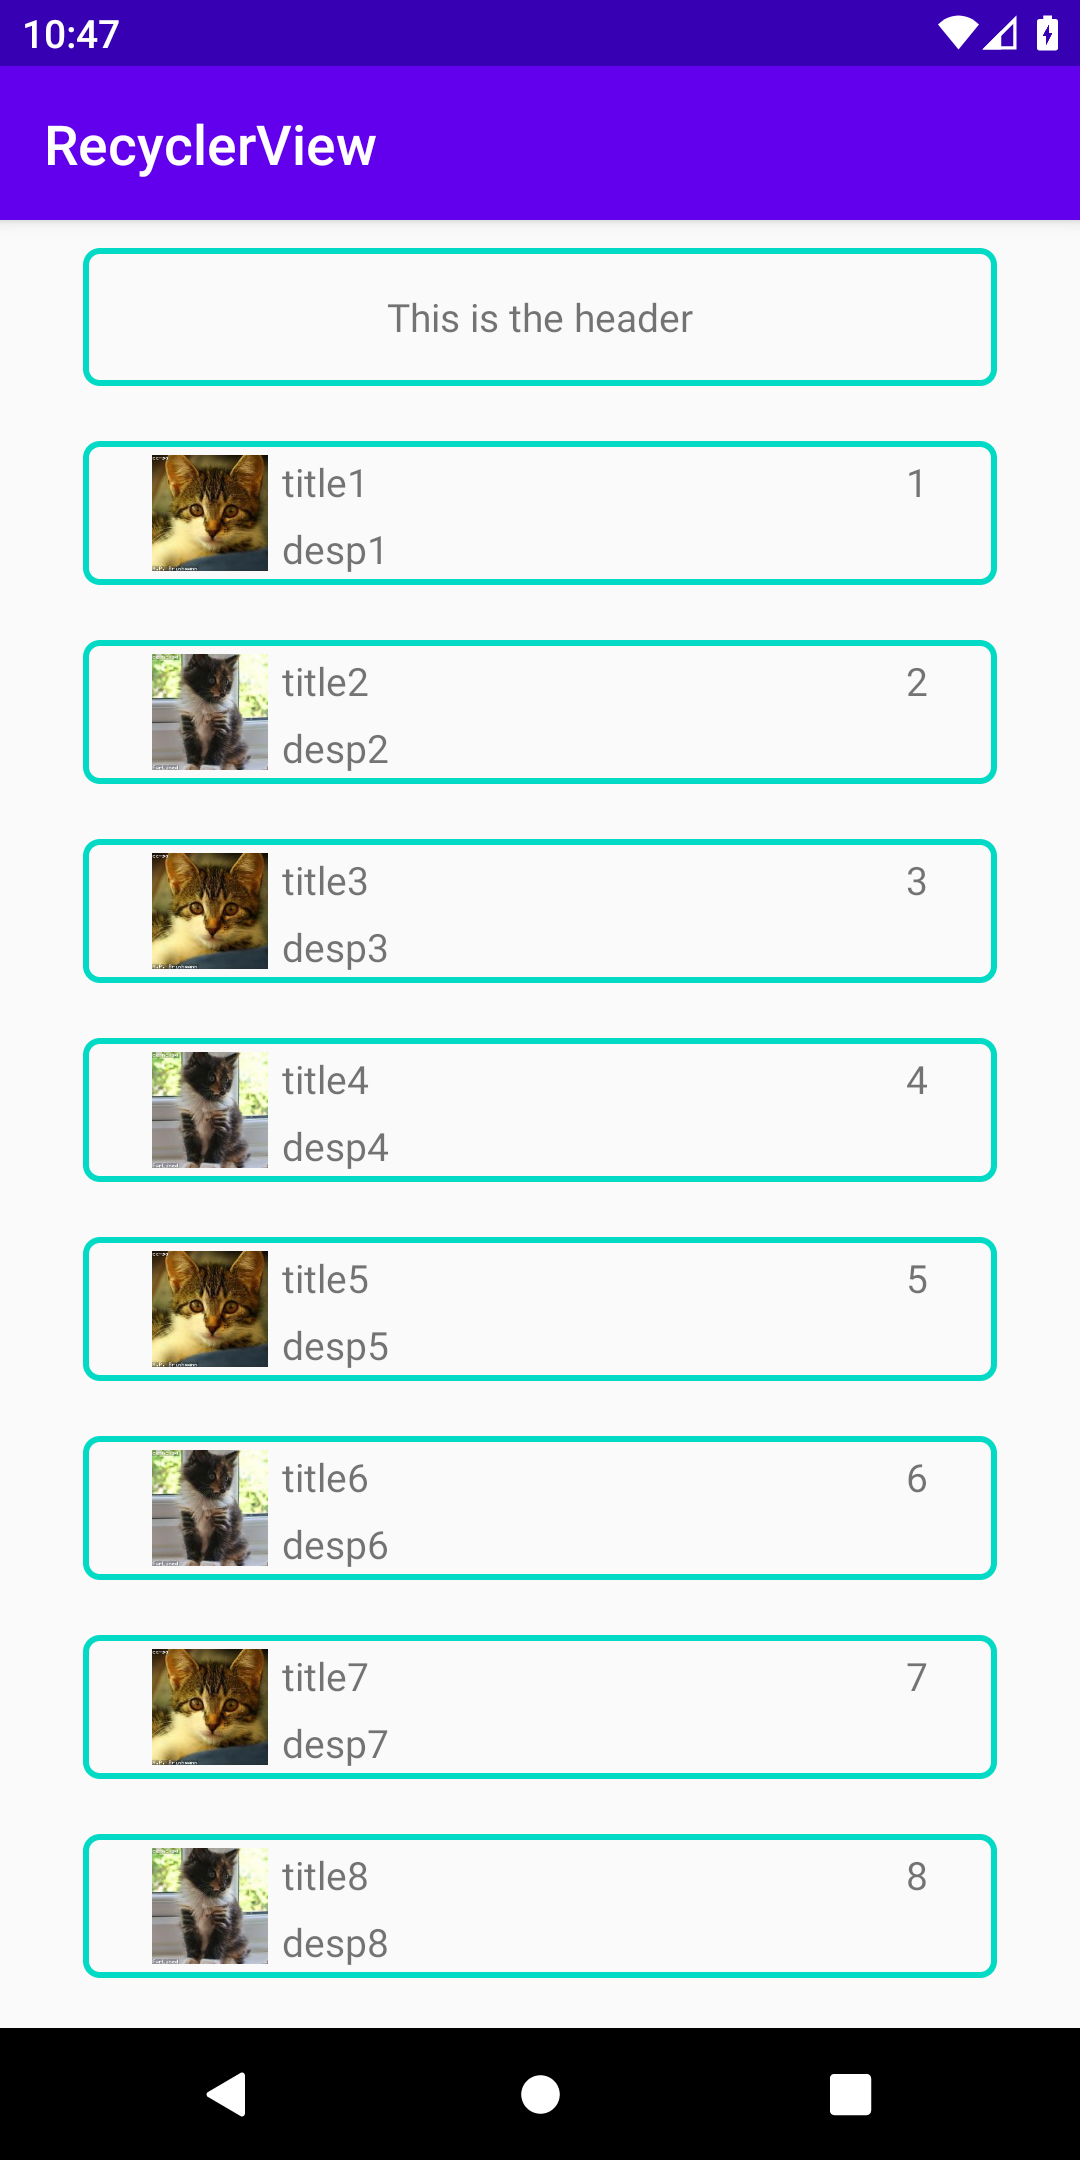 10:47
RecyclerView
This is the header
title1 1
desp1
title2 2
desp2
title3 3
desp3
title4 4
desp4
title5 5
desp5
title6 6
desp6
title7 7
desp7
title8 8
desp8